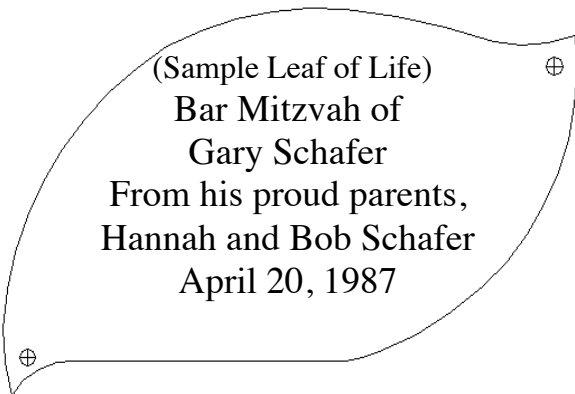 (Sample Leaf of Life)
Bar Mitzvah of
Gary Schafer
From his proud parents,
Hannah and Bob Schafer
April 20, 1987